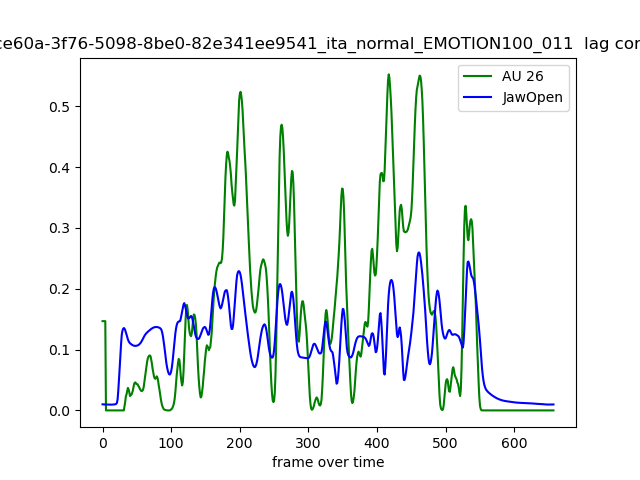 ce60a-3f76-5098-8be0-82e341ee9541_ita_normal_EMOTION100_011 lag cor
AU 26
JawOpen
0.5
0.4
0.3
0.2
0.1
0.0
0 100 200 300 400 500 600
frame over time